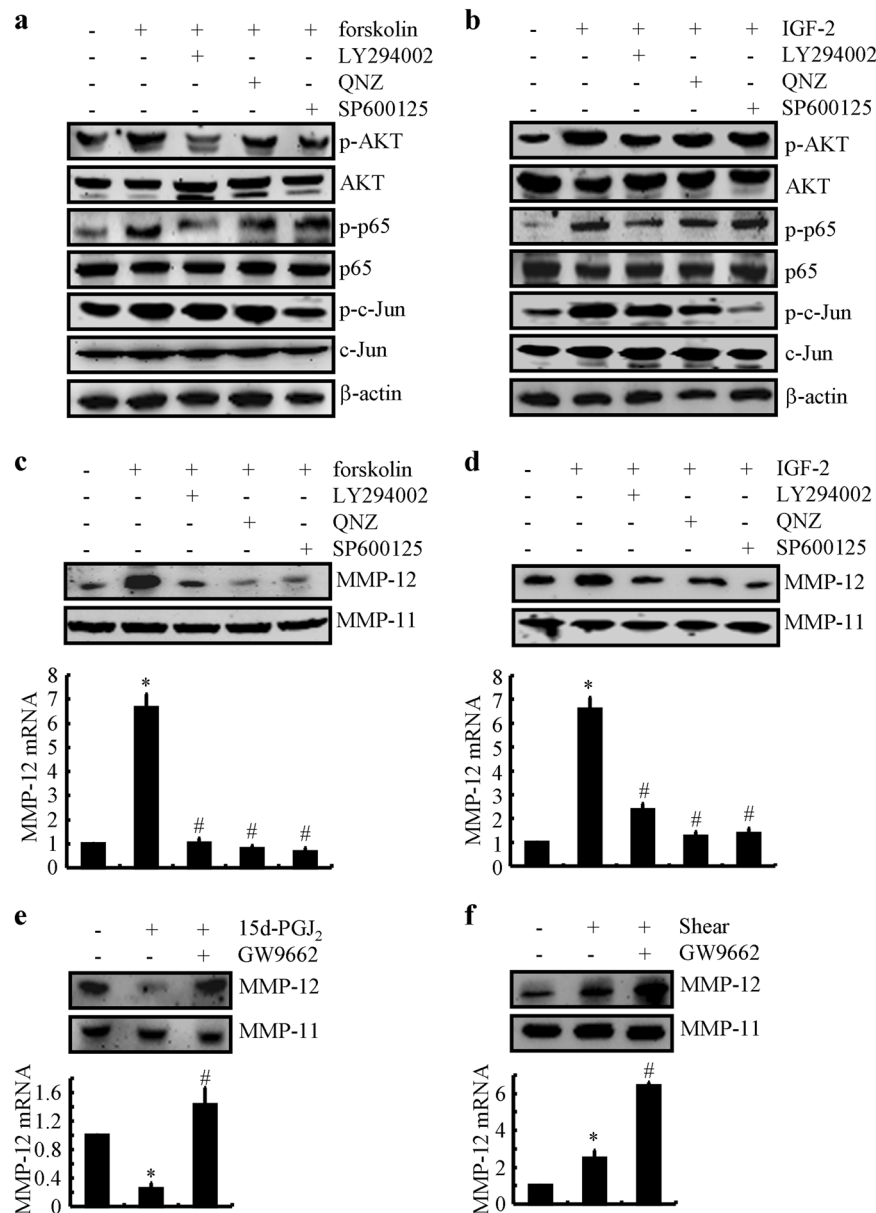 a
- + + + + forskolin
- - + - - LY294002
- - - + - QNZ
- - - - + SP600125
p-AKT
AKT
p-p65
p65
p-c-Jun
c-Jun
β-actin
b
- + + + + IGF-2
- - + - - LY294002
- - - + - QNZ
- - - - + SP600125
p-AKT
AKT
p-p65
p65
p-c-Jun
c-Jun
β-actin
c
- + + + + forskolin
- - + - - LY294002
- - - + - QNZ
- - - - + SP600125
MMP-12
MMP-11
MMP-12 mRNA
8
7
6
5
4
3
2
1
0
*
# # #
d
- + + + + IGF-2
- - + - - LY294002
- - - + - QNZ
- - - - + SP600125
MMP-12
MMP-11
MMP-12 mRNA
8
7
6
5
4
3
2
1
0
*
# # #
e
- + + 15d-PGJ₂
- - + GW9662
MMP-12
MMP-11
MMP-12 mRNA
1.6
1.2
0.8
0.4
0
*
#
f
- + + Shear
- - + GW9662
MMP-12
MMP-11
MMP-12 mRNA
6
4
2
0
*
#